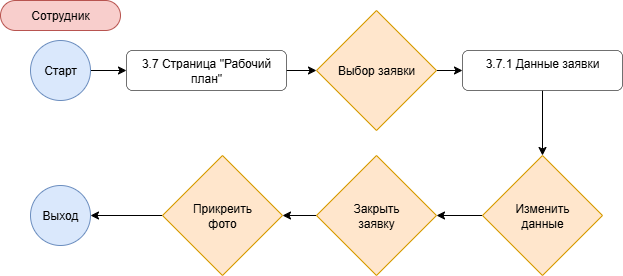 Сотрудник
Старт
3.7 Страница "Рабочий
план"
Выбор заявки
3.7.1 Данные заявки
Выход
Прикреить
фото
Закрыть
заявку
Изменить
данные